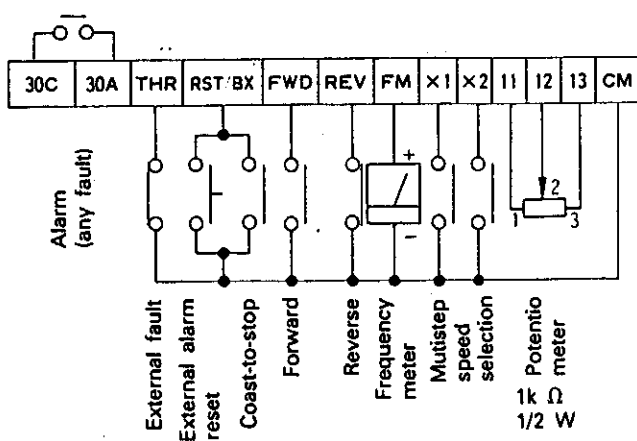 30C 30A THR RST/BX FWD REV FM X1 X2 11 12 13 CM
Alarm
(any fault)
+
-
1
2
3
External fault
External alarm
reset
Coast-to-stop
Forward
Reverse
Frequency
meter
Mutistep
speed
selection
Potentio
meter
1k Ω
1/2 W